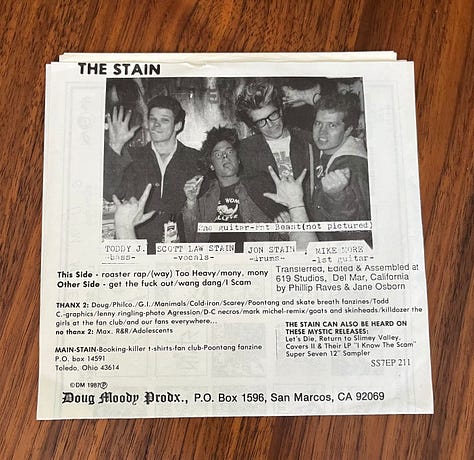 THE STAIN
2nd guitar-Fat Beast(not pictured)
TODDY J. SCOTT LAW STAIN JON STAIN MIKE MORE
-bass- -vocals- -drums- -1st guitar-
This Side - roaster rap/(way) Too Heavy/mony, mony
Other Side - get the fuck out/wang dang/I Scam
Transferred, Edited & Assembled at
619 Studios, Del Mar, California
by Phillip Raves & Jane Osborn
THANX 2: Doug/Philco./G.I./Manimals/Cold-iron/Scarey/Poontang and skate breath fanzines/Todd
C.-graphics/lenny ringling-photo Agression/D-C necros/mark michel-remix/goats and skinheads/killdozer the
girls at the fan club/and our fans everywhere...
no thanx 2: Max. R&R/Adolescents
THE STAIN CAN ALSO BE HEARD ON
THESE MYSTIC RELEASES:
Let's Die, Return to Slimey Valley,
Covers II & Their LP "I Know The Scam"
Super Seven 12" Sampler
SS7EP 211
MAIN-STAIN-Booking-killer t-shirts-fan club-Poontang fanzine
P.O. box 14591
Toledo, Ohio 43614
©DM 1987Ⓟ
Doug Moody Prodx., P.O. Box 1596, San Marcos, CA 92069